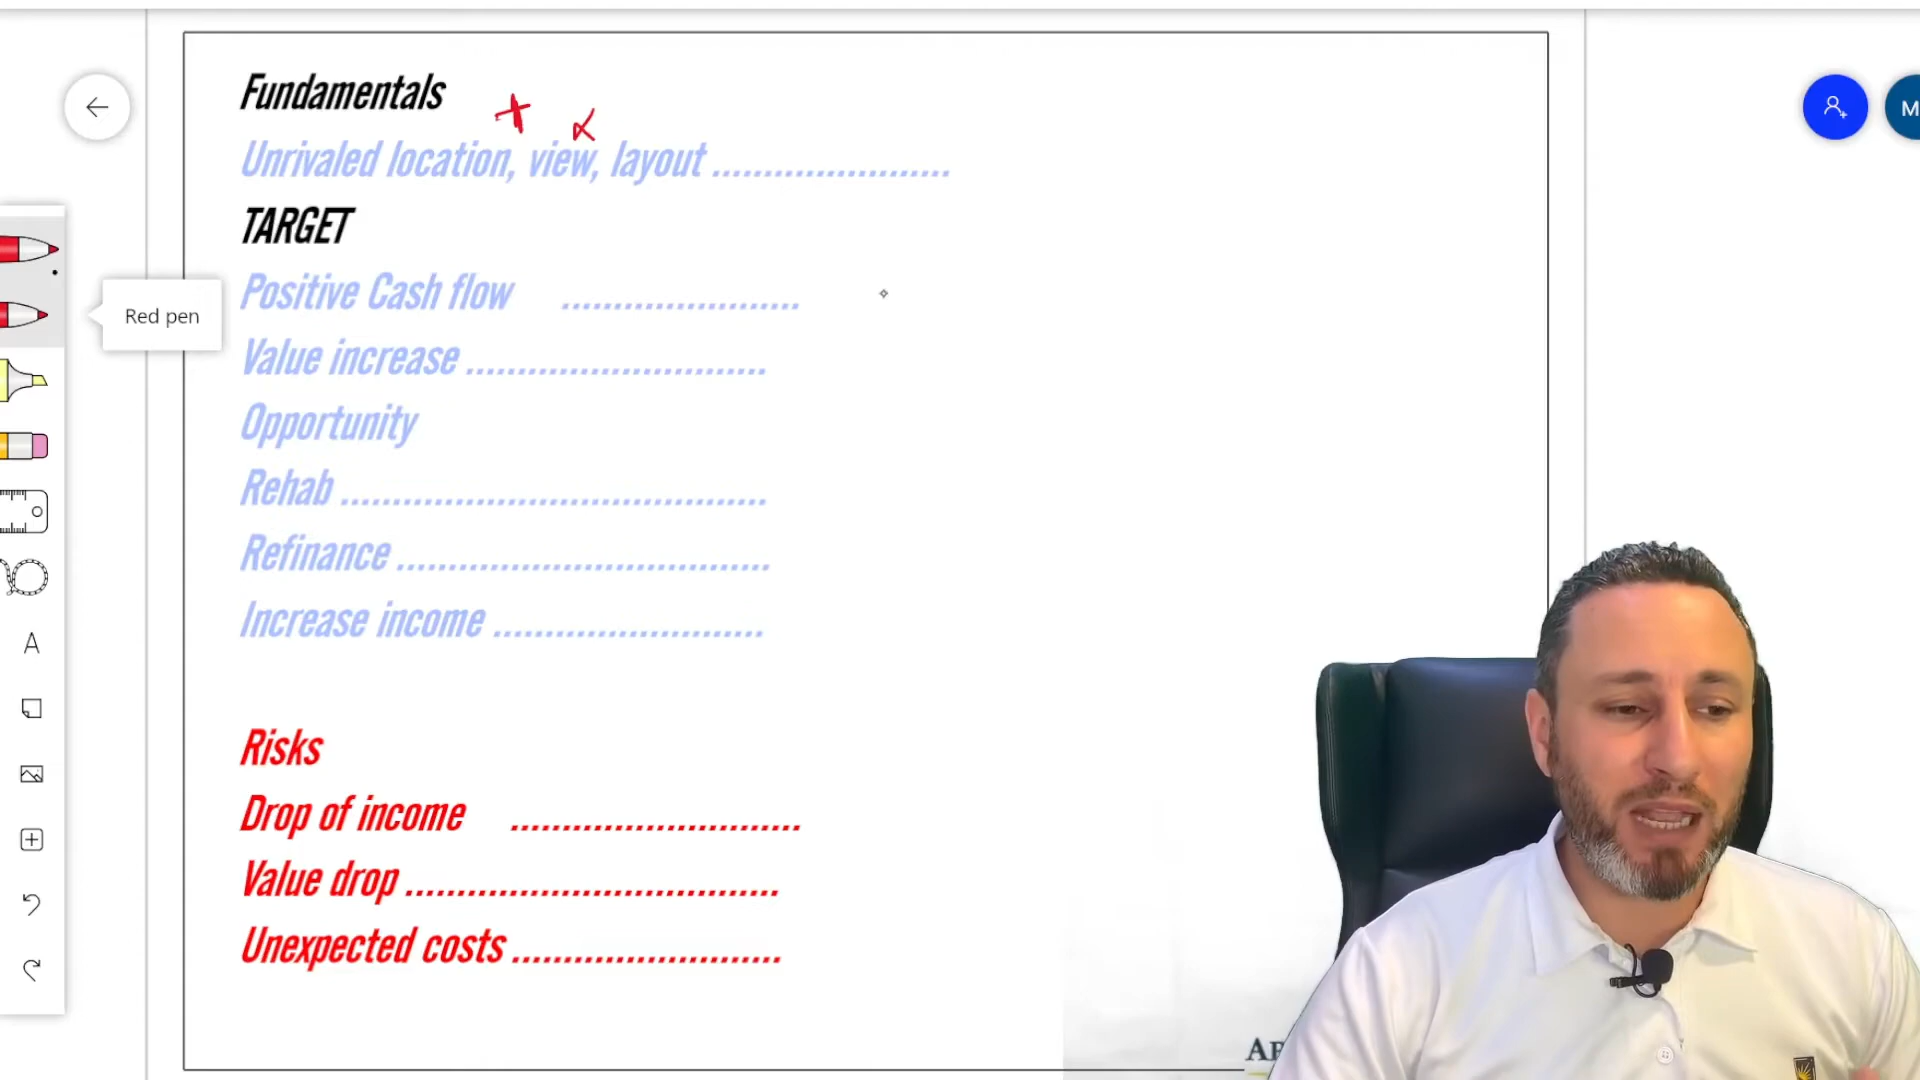 Fundamentals
Unrivaled location, view, layout .......................
TARGET
Positive Cash flow .......................
Value increase .............................
Opportunity
Rehab .........................................
Refinance ....................................
Increase income ..........................
Risks
Drop of income ............................
Value drop ....................................
Unexpected costs ..........................
Red pen
A
M